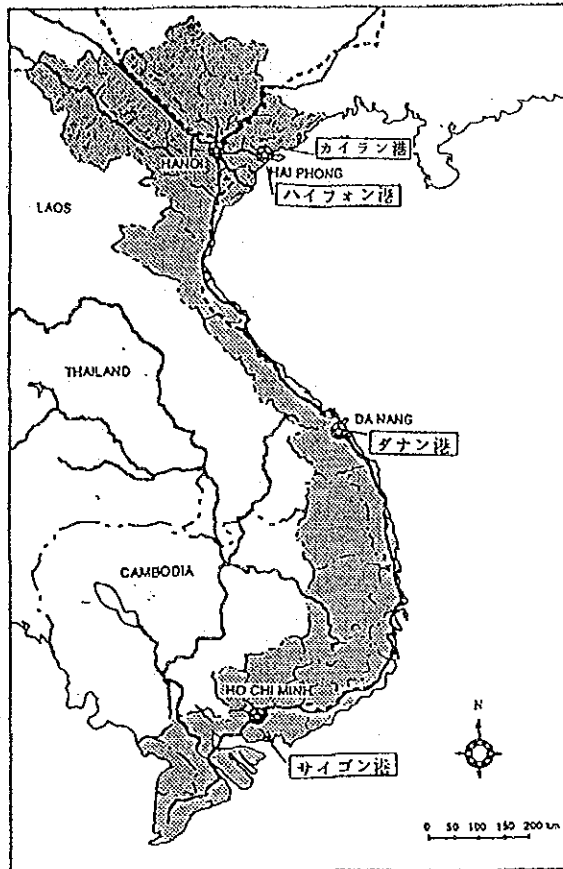 カイラン港
HANOI
HAI PHONG
ハイフォン港
LAOS
THAILAND
DA NANG
ダナン港
CAMBODIA
HO CHI MINH
サイゴン港
N
0 50 100 150 200 km